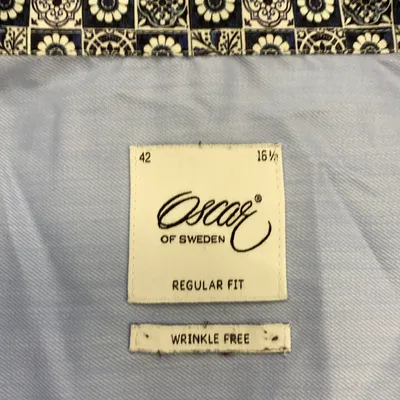 42 16½
Oscar®
OF SWEDEN
REGULAR FIT
WRINKLE FREE